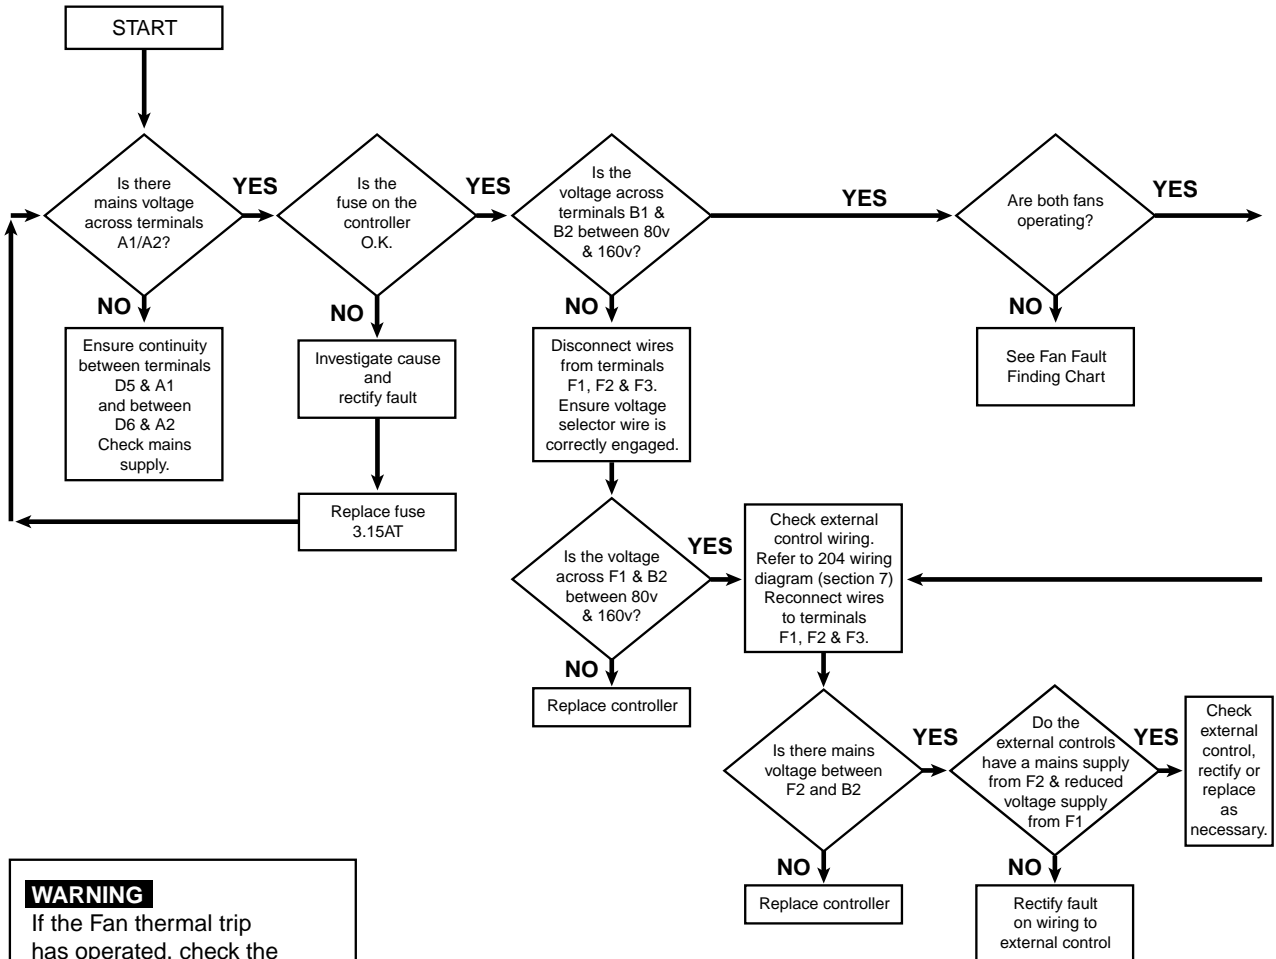 START
Is there
mains voltage
across terminals
A1/A2?
YES
Is the
fuse on the
controller
O.K.
YES
Is the
voltage across
terminals B1 &
B2 between 80v
& 160v?
YES
Are both fans
operating?
YES
NO
Ensure continuity
between terminals
D5 & A1
and between
D6 & A2
Check mains
supply.
NO
Investigate cause
and
rectify fault
Replace fuse
3.15AT
NO
Disconnect wires
from terminals
F1, F2 & F3.
Ensure voltage
selector wire is
correctly engaged.
NO
See Fan Fault
Finding Chart
Is the voltage
across F1 & B2
between 80v
& 160v?
YES
Check external
control wiring.
Refer to 204 wiring
diagram (section 7)
Reconnect wires
to terminals
F1, F2 & F3.
NO
Replace controller
Is there mains
voltage between
F2 and B2
YES
Do the
external controls
have a mains supply
from F2 & reduced
voltage supply
from F1
YES
Check
external
control,
rectify or
replace
as
necessary.
NO
Replace controller
NO
Rectify fault
on wiring to
external control
WARNING
If the Fan thermal trip
has operated, check the